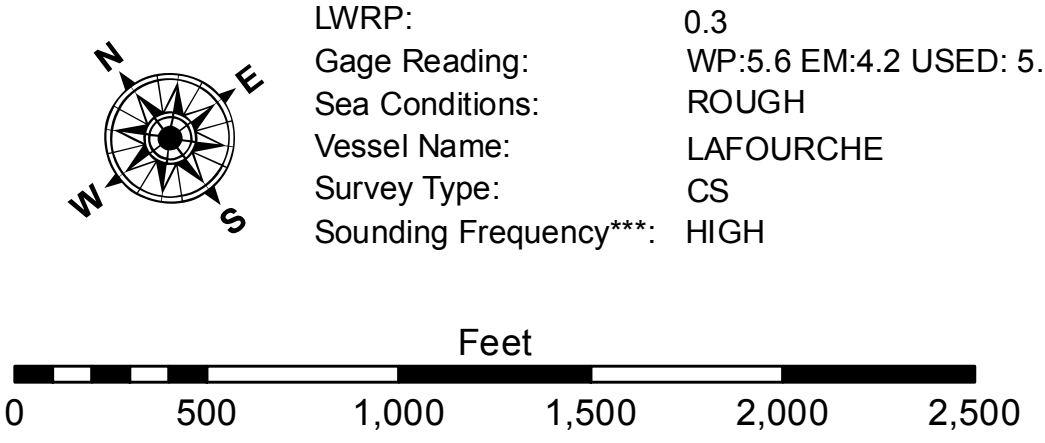 N
E
W
S
LWRP: 0.3
Gage Reading: WP:5.6 EM:4.2 USED: 5.
Sea Conditions: ROUGH
Vessel Name: LAFOURCHE
Survey Type: CS
Sounding Frequency***: HIGH
Feet
0 500 1,000 1,500 2,000 2,500